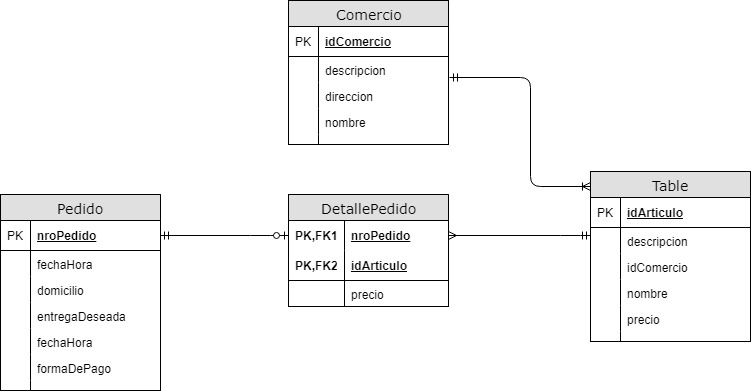 Comercio
PK idComercio
descripcion
direccion
nombre
Pedido
PK nroPedido
fechaHora
domicilio
entregaDeseada
fechaHora
formaDePago
DetallePedido
PK,FK1 nroPedido
PK,FK2 idArticulo
precio
Table
PK idArticulo
descripcion
idComercio
nombre
precio